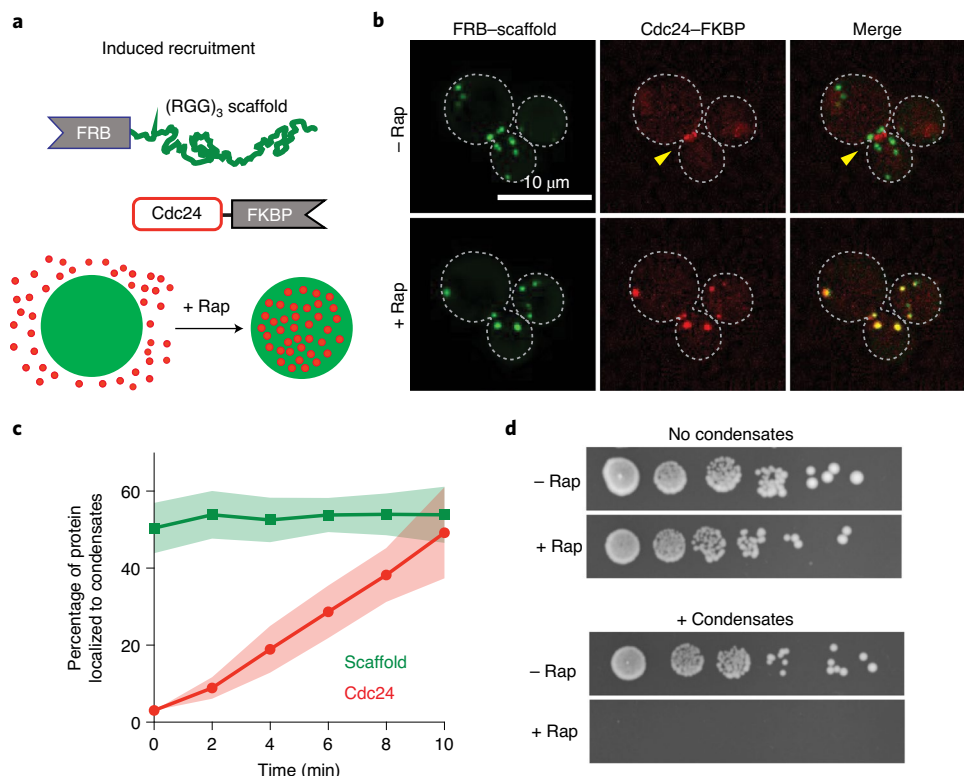 a
Induced recruitment
(RGG)3 scaffold
FRB
Cdc24
FKBP
+ Rap
b
FRB–scaffold
Cdc24–FKBP
Merge
– Rap
10 μm
+ Rap
c
Percentage of protein
localized to condensates
60
40
20
0
Scaffold
Cdc24
0 2 4 6 8 10
Time (min)
d
No condensates
– Rap
+ Rap
+ Condensates
– Rap
+ Rap